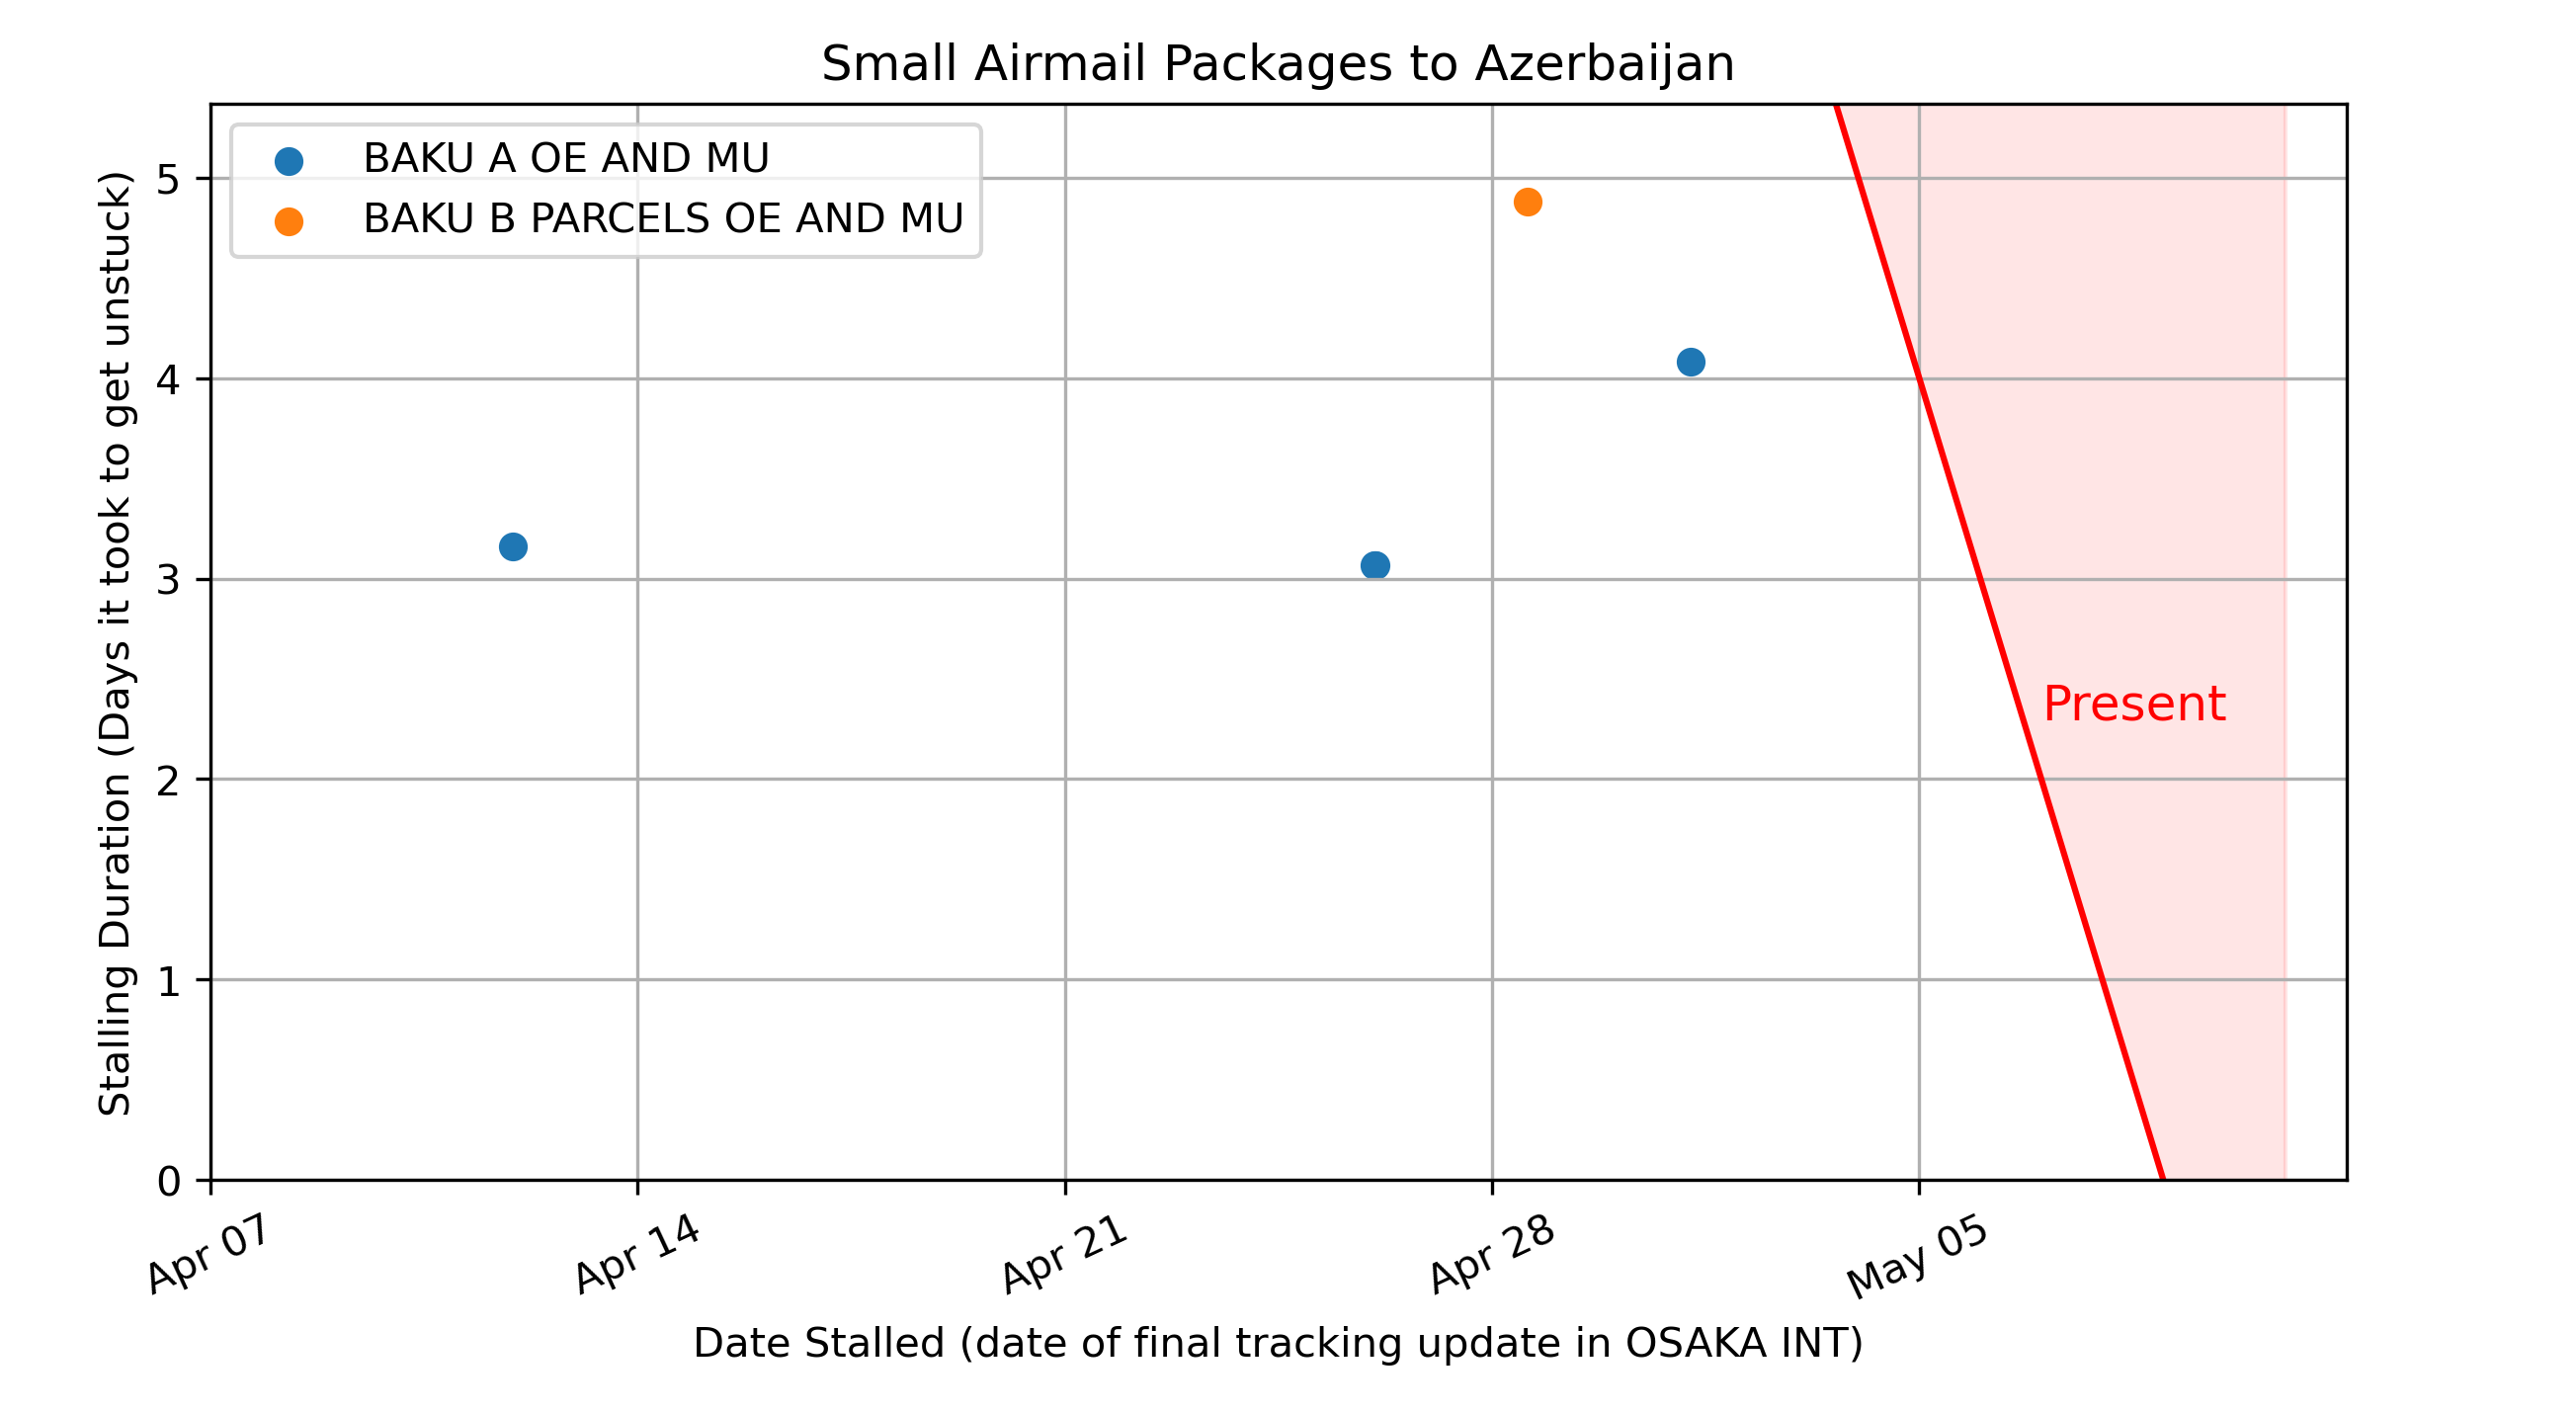 Small Airmail Packages to Azerbaijan
BAKU A OE AND MU
BAKU B PARCELS OE AND MU
Stalling Duration (Days it took to get unstuck)
5
4
3
2
1
0
Present
Apr 07
Apr 14
Apr 21
Apr 28
May 05
Date Stalled (date of final tracking update in OSAKA INT)